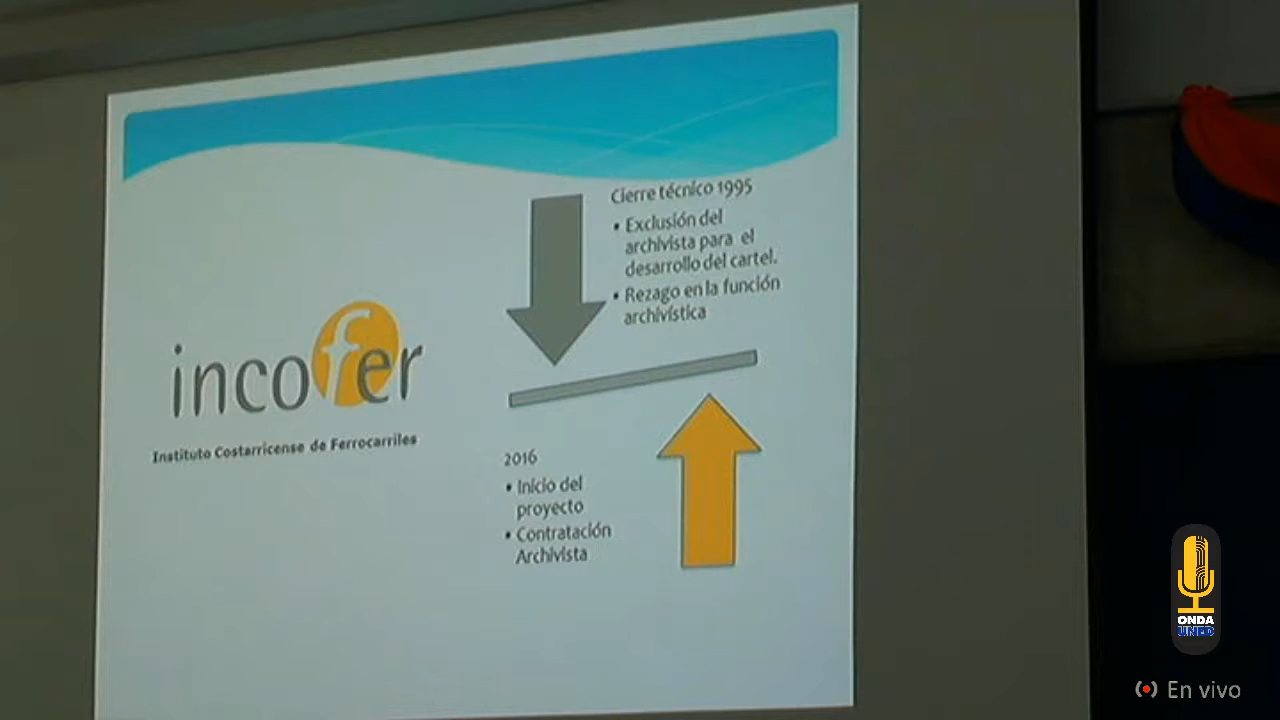 Cierre técnico 1995
• Exclusión del
archivista para el
desarrollo del cartel.
• Rezago en la función
archivística
incofer
Instituto Costarricense de Ferrocarriles
2016
• Inicio del
proyecto
• Contratación
Archivista
ONDA
UNED
En vivo